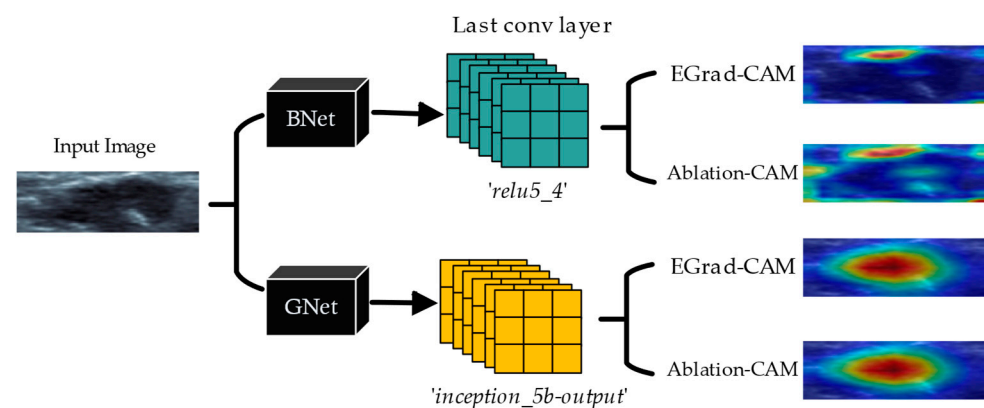 Last conv layer
EGrad-CAM
BNet
Input Image
Ablation-CAM
'relu5_4'
EGrad-CAM
GNet
Ablation-CAM
'inception_5b-output'